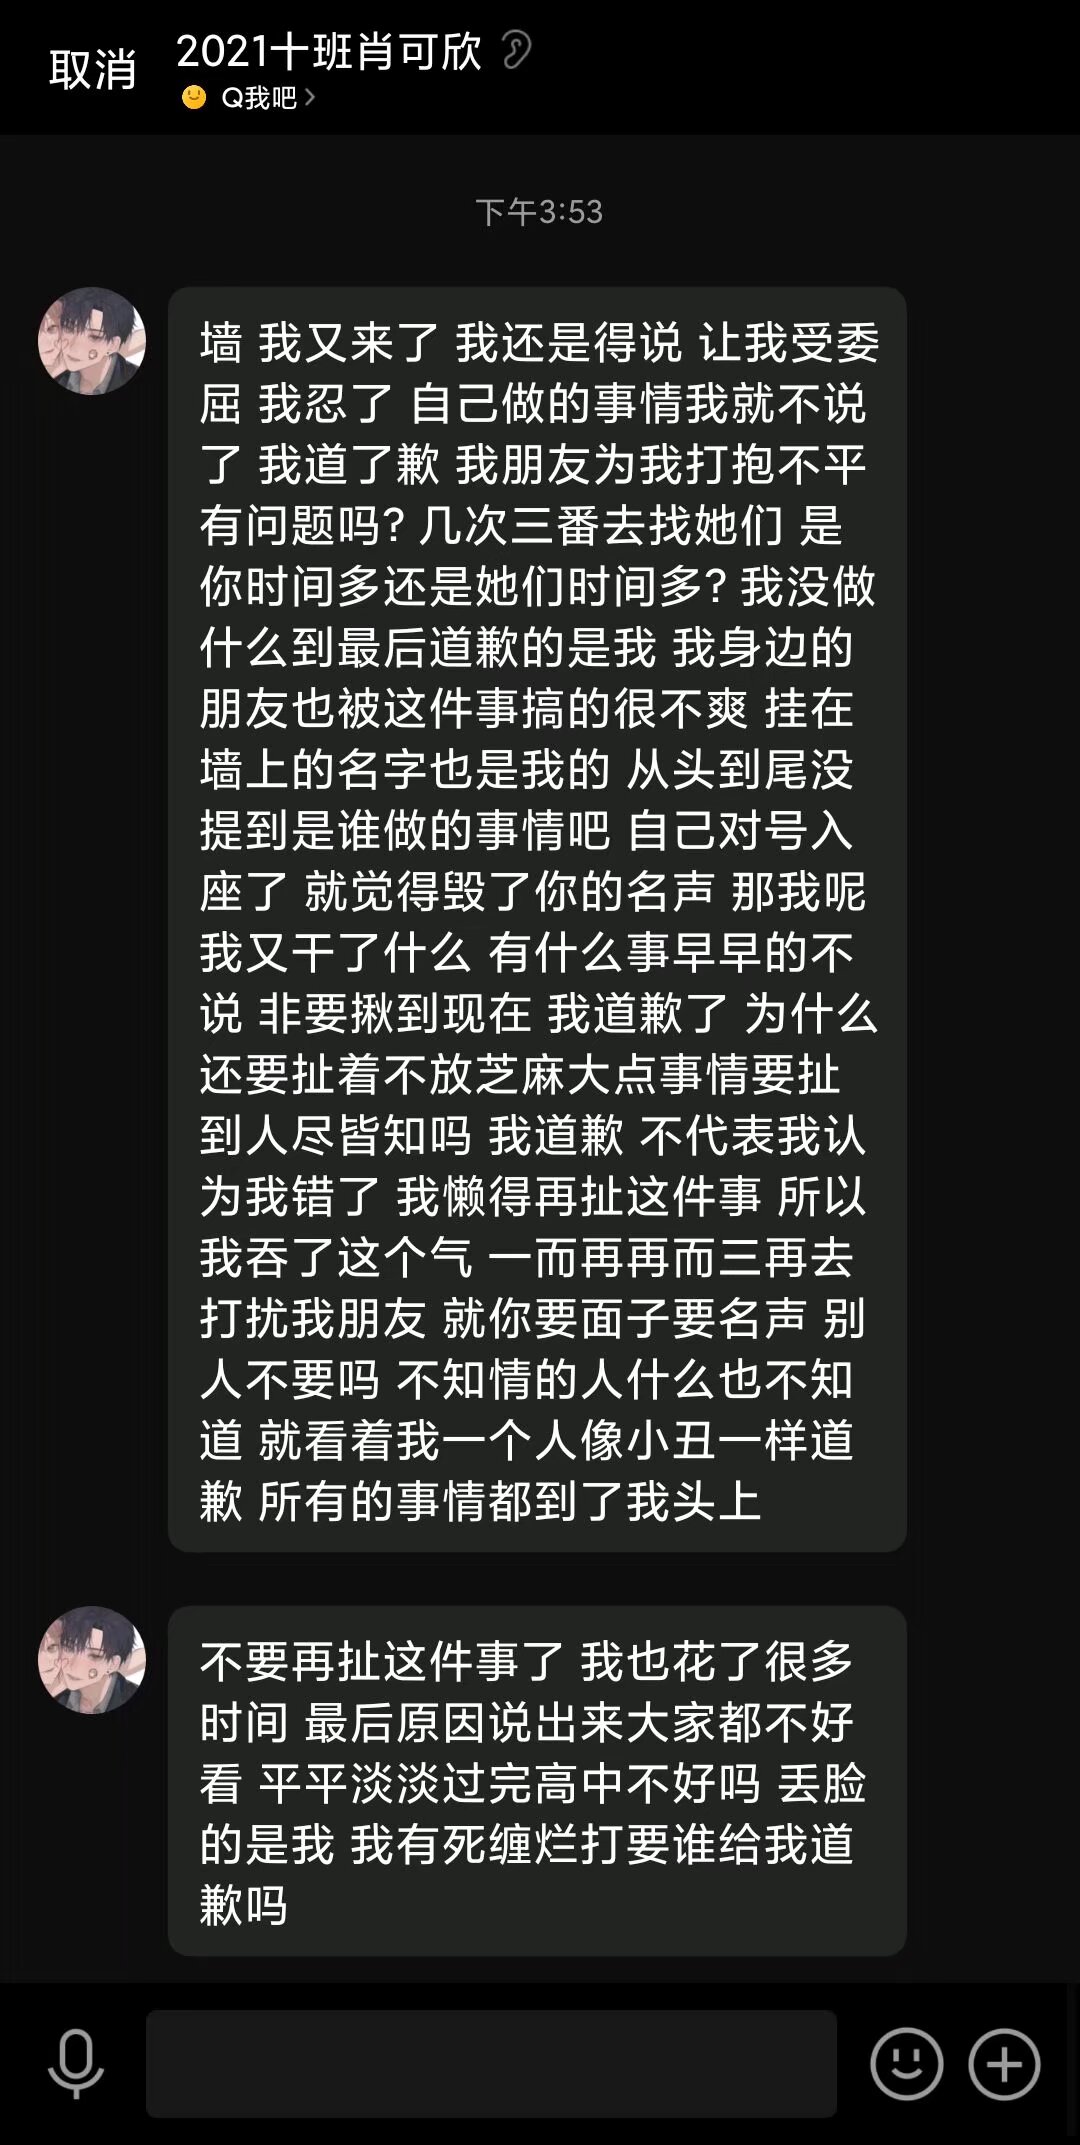 取消
2021十班肖可欣
Q我吧
下午3:53
墙 我又来了 我还是得说 让我受委
屈 我忍了 自己做的事情我就不说
了 我道了歉 我朋友为我打抱不平
有问题吗? 几次三番去找她们 是
你时间多还是她们时间多? 我没做
什么到最后道歉的是我 我身边的
朋友也被这件事搞的很不爽 挂在
墙上的名字也是我的 从头到尾没
提到是谁做的事情吧 自己对号入
座了 就觉得毁了你的名声 那我呢
我又干了什么 有什么事早早的不
说 非要揪到现在 我道歉了 为什么
还要扯着不放芝麻大点事情要扯
到人尽皆知吗 我道歉 不代表我认
为我错了 我懒得再扯这件事 所以
我吞了这个气 一而再再而三再去
打扰我朋友 就你要面子要名声 别
人不要吗 不知情的人什么也不知
道 就看着我一个人像小丑一样道
歉 所有的事情都到了我头上
不要再扯这件事了 我也花了很多
时间 最后原因说出来大家都不好
看 平平淡淡过完高中不好吗 丢脸
的是我 我有死缠烂打要谁给我道
歉吗